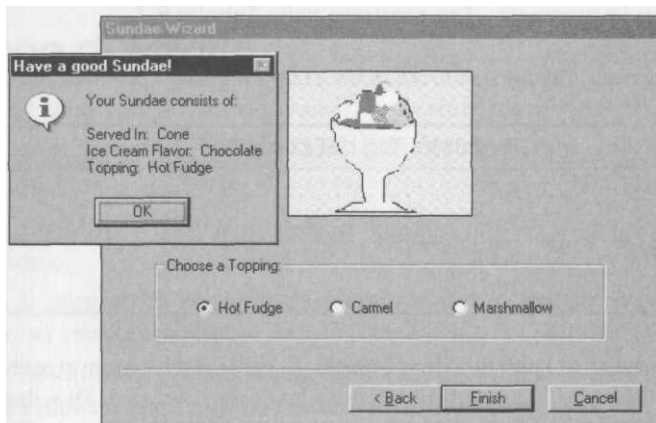 Sundae Wizard
Have a good Sundae!
Your Sundae consists of:
Served In: Cone
Ice Cream Flavor: Chocolate
Topping: Hot Fudge
OK
Choose a Topping:
Hot Fudge
Carmel
Marshmallow
< Back
Finish
Cancel